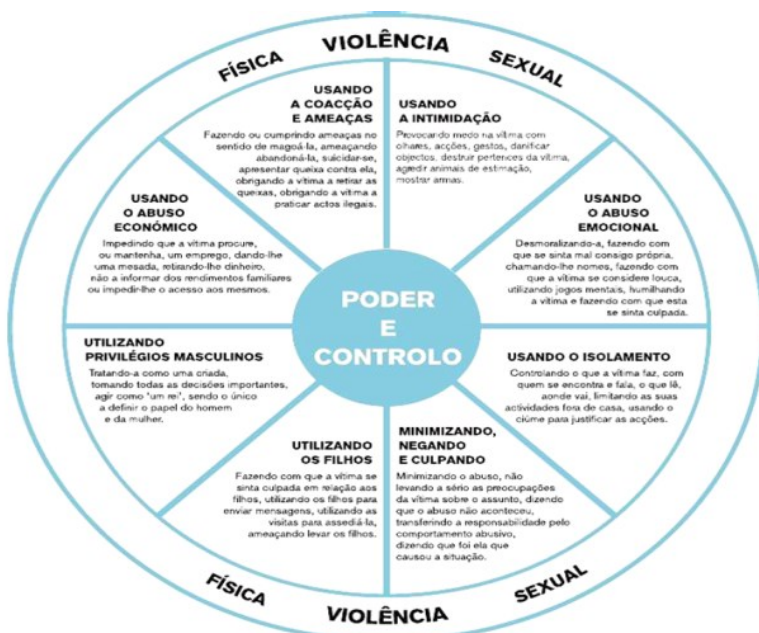 VIOLÊNCIA
FÍSICA
SEXUAL
USANDO
A COACÇÃO
E AMEAÇAS
Fazendo ou cumprindo ameaças no
sentido de magoá-la, ameaçando
abandoná-la, suicidar-se,
apresentar queixa contra ela,
obrigando a vítima a retirar as
queixas, obrigando a vítima a
praticar actos ilegais.
USANDO
A INTIMIDAÇÃO
Provocando medo na vítima com
olhares, acções, gestos, danificar
objectos, destruir pertences da vítima,
agredir animais de estimação,
mostrar armas.
USANDO
O ABUSO
EMOCIONAL
Desmoralizando-a, fazendo com
que se sinta mal consigo própria,
chamando-lhe nomes, fazendo com
que a vítima se considere louca,
utilizando jogos mentais, humilhando
a vítima e fazendo com que esta
se sinta culpada.
USANDO O ISOLAMENTO
Controlando o que a vítima faz, com
quem se encontra e fala, o que lê,
aonde vai, limitando as suas
actividades fora de casa, usando o
ciúme para justificar as acções.
MINIMIZANDO,
NEGANDO
E CULPANDO
Minimizando o abuso, não
levando a sério as preocupações
da vítima sobre o assunto, dizendo
que o abuso não aconteceu,
transferindo a responsabilidade pelo
comportamento abusivo,
dizendo que foi ela que
causou a situação.
UTILIZANDO
OS FILHOS
Fazendo com que a vítima se
sinta culpada em relação aos
filhos, utilizando os filhos para
enviar mensagens, utilizando as
visitas para assediá-la,
ameaçando levar os filhos.
UTILIZANDO
PRIVILÉGIOS MASCULINOS
Tratando-a como uma criada,
tomando todas as decisões importantes,
agir como 'um rei', sendo o único
a definir o papel do homem
e da mulher.
USANDO
O ABUSO
ECONÓMICO
Impedindo que a vítima procure,
ou mantenha, um emprego, dando-lhe
uma mesada, retirando-lhe dinheiro,
não a informar dos rendimentos familiares
ou impedir-lhe o acesso aos mesmos.
PODER
E
CONTROLO
FÍSICA
VIOLÊNCIA
SEXUAL